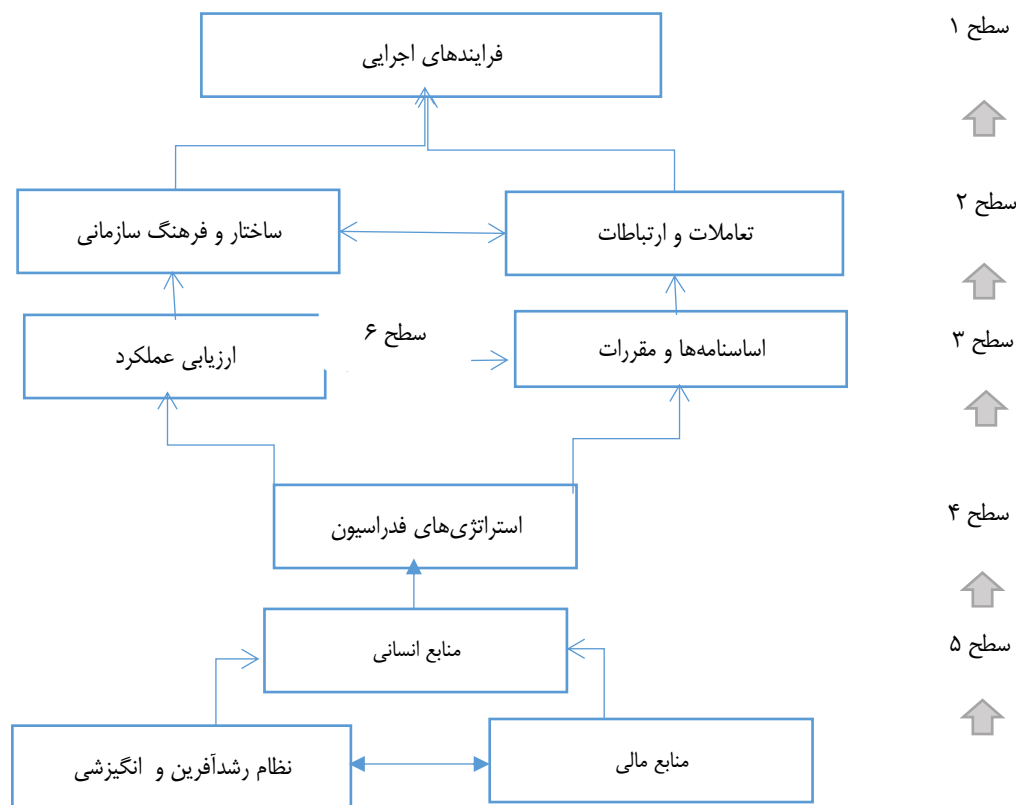 سطح ۱
فرایندهای اجرایی
سطح ۲
تعاملات و ارتباطات
ساختار و فرهنگ سازمانی
سطح ۳
اساسنامه‌ها و مقررات
سطح ۶
ارزیابی عملکرد
سطح ۴
استراتژی‌های فدراسیون
سطح ۵
منابع انسانی
منابع مالی
نظام رشدآفرین و انگیزشی